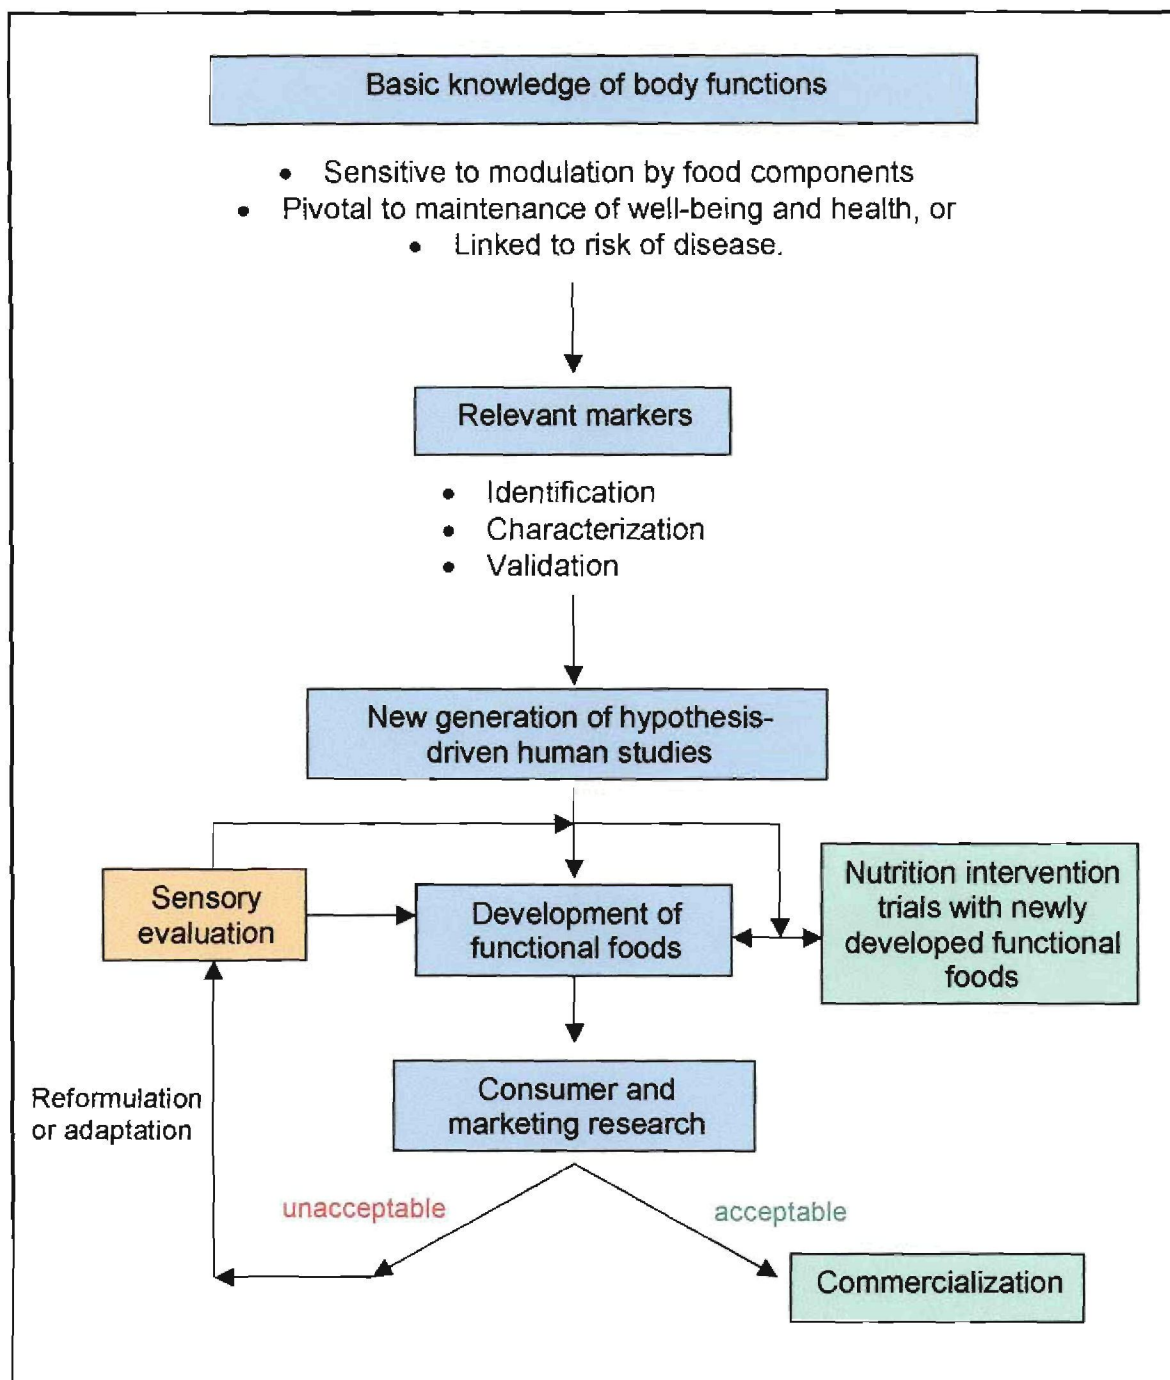 Basic knowledge of body functions
• Sensitive to modulation by food components
• Pivotal to maintenance of well-being and health, or
• Linked to risk of disease.
Relevant markers
• Identification
• Characterization
• Validation
New generation of hypothesis-
driven human studies
Sensory
evaluation
Development of
functional foods
Nutrition intervention
trials with newly
developed functional
foods
Consumer and
marketing research
Reformulation
or adaptation
unacceptable
acceptable
Commercialization